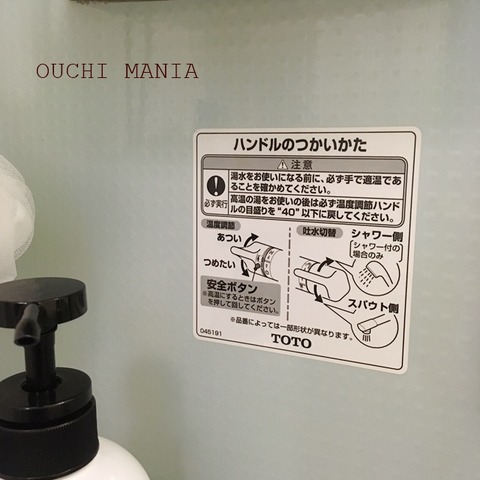 OUCHI MANIA
ハンドルのつかいかた
注意
必ず実行
湯水をお使いになる前に、必ず手で適温であ
ることを確かめてください。
高温の湯をお使いの後は必ず温度調節ハンド
ルの目盛りを"40"以下に戻してください。
温度調節
あつい
つめたい
安全ボタン
※高温にするときはボタン
を押して回してください。
吐水切替
シャワー側
シャワー付の
場合のみ
スパウト側
※品番によっては一部形状が異なります。
045191
TOTO